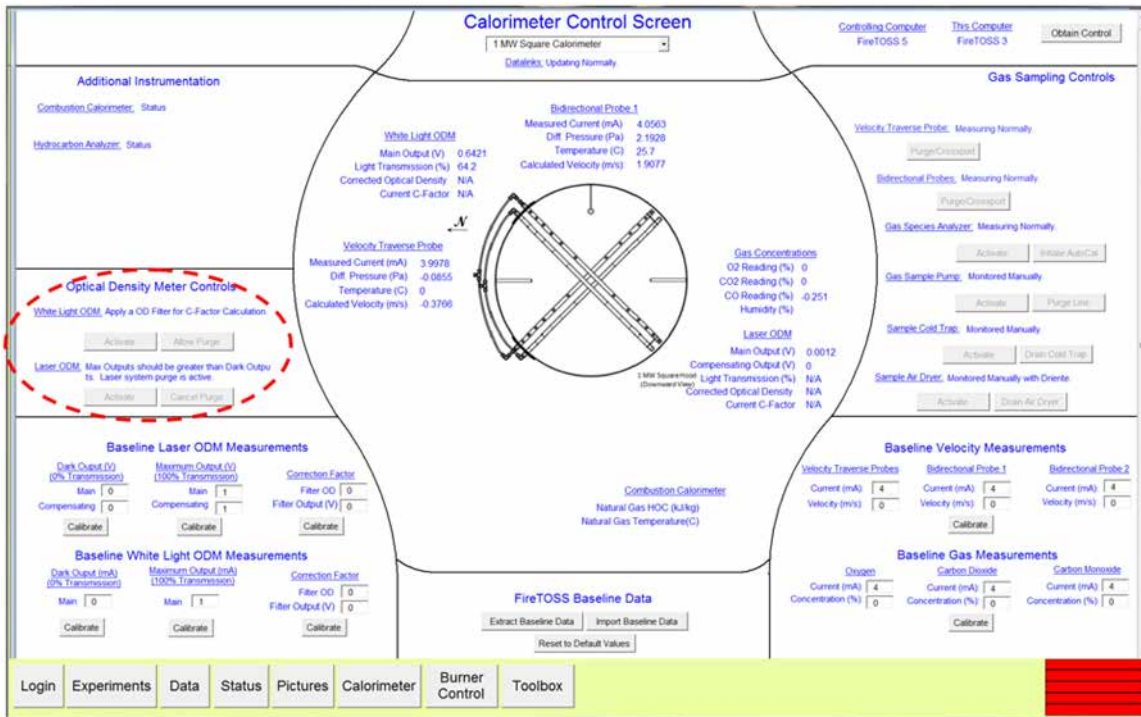 Calorimeter Control Screen
1 MW Square Calorimeter
Datalinks: Updating Normally.
Controlling Computer
FireTOSS 5
This Computer
FireTOSS 3
Obtain Control
Additional Instrumentation
Combustion Calorimeter: Status
Hydrocarbon Analyzer: Status
Optical Density Meter Controls
White Light ODM: Apply a OD Filter for C-Factor Calculation.
Activate
Allow Purge
Laser ODM: Max Outputs should be greater than Dark Outpu
ts. Laser system purge is active.
Activate
Cancel Purge
White Light ODM
Main Output (V) 0.6421
Light Transmission (%) 64.2
Corrected Optical Density N/A
Current C-Factor N/A
Bidirectional Probe 1
Measured Current (mA) 4.0563
Diff. Pressure (Pa) 2.1928
Temperature (C) 25.7
Calculated Velocity (m/s) 1.9077
N
Velocity Traverse Probe
Measured Current (mA) 3.9978
Diff. Pressure (Pa) -0.0855
Temperature (C) 0
Calculated Velocity (m/s) -0.3766
Gas Concentrations
O2 Reading (%) 0
CO2 Reading (%) 0
CO Reading (%) -0.251
Humidity (%)
Laser ODM
Main Output (V) 0.0012
Compensating Output (V) 0
Light Transmission (%) N/A
Corrected Optical Density N/A
Current C-Factor N/A
1 MW Square Hood
(Downward View)
Combustion Calorimeter
Natural Gas HOC (kJ/kg)
Natural Gas Temperature(C)
Gas Sampling Controls
Velocity Traverse Probe: Measuring Normally.
Purge/Crossport
Bidirectional Probes: Measuring Normally.
Purge/Crossport
Gas Species Analyzer: Measuring Normally.
Activate
Initiate AutoCal
Gas Sample Pump: Monitored Manually.
Activate
Purge Line
Sample Cold Trap: Monitored Manually.
Activate
Drain Cold Trap
Sample Air Dryer: Monitored Manually with Drierite.
Activate
Drain Air Dryer
Baseline Laser ODM Measurements
Dark Ouput (V)
(0% Transmission)
Main 0
Compensating 0
Calibrate
Maximum Output (V)
(100% Transmission)
Main 1
Compensating 1
Calibrate
Correction Factor
Filter OD 0
Filter Output (V) 0
Calibrate
Baseline White Light ODM Measurements
Dark Ouput (mA)
(0% Transmission)
Main 0
Calibrate
Maximum Output (mA)
(100% Transmission)
Main 1
Calibrate
Correction Factor
Filter OD 0
Filter Output (V) 0
Calibrate
FireTOSS Baseline Data
Extract Baseline Data
Import Baseline Data
Reset to Default Values
Baseline Velocity Measurements
Velocity Traverse Probes
Current (mA) 4
Velocity (m/s) 0
Bidirectional Probe 1
Current (mA) 4
Velocity (m/s) 0
Bidirectional Probe 2
Current (mA) 4
Velocity (m/s) 0
Calibrate
Baseline Gas Measurements
Oxygen
Current (mA) 4
Concentration (%) 0
Carbon Dioxide
Current (mA) 4
Concentration (%) 0
Carbon Monoxide
Current (mA) 4
Concentration (%) 0
Calibrate
Login
Experiments
Data
Status
Pictures
Calorimeter
Burner
Control
Toolbox